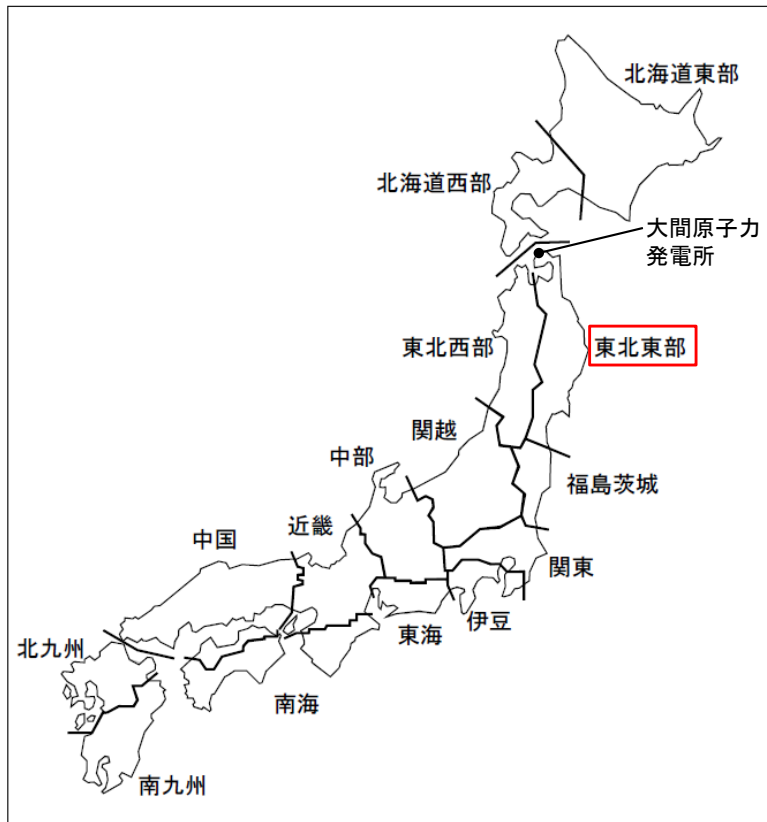 北海道東部
北海道西部
大間原子力
発電所
東北西部
東北東部
関越
中部
福島茨城
近畿
中国
関東
伊豆
東海
北九州
南海
南九州